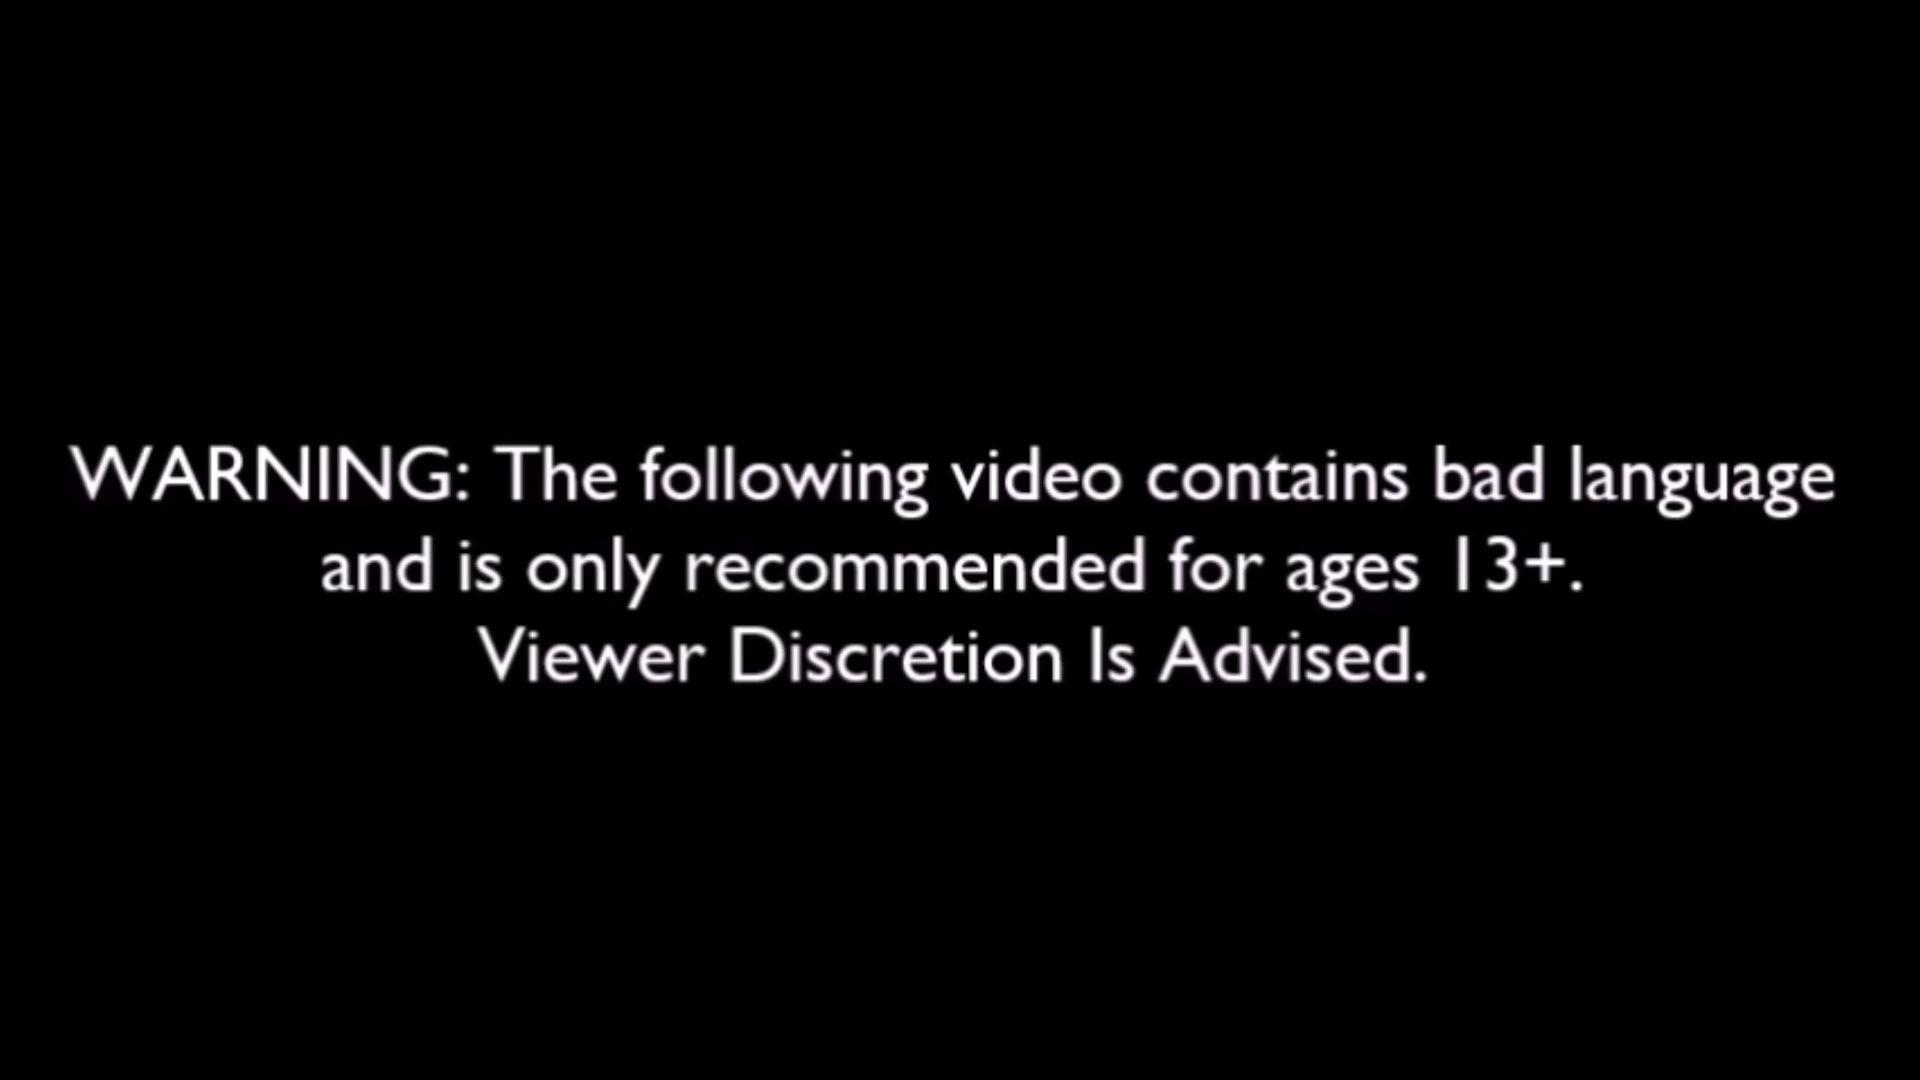 WARNING: The following video contains bad language
and is only recommended for ages 13+.
Viewer Discretion Is Advised.